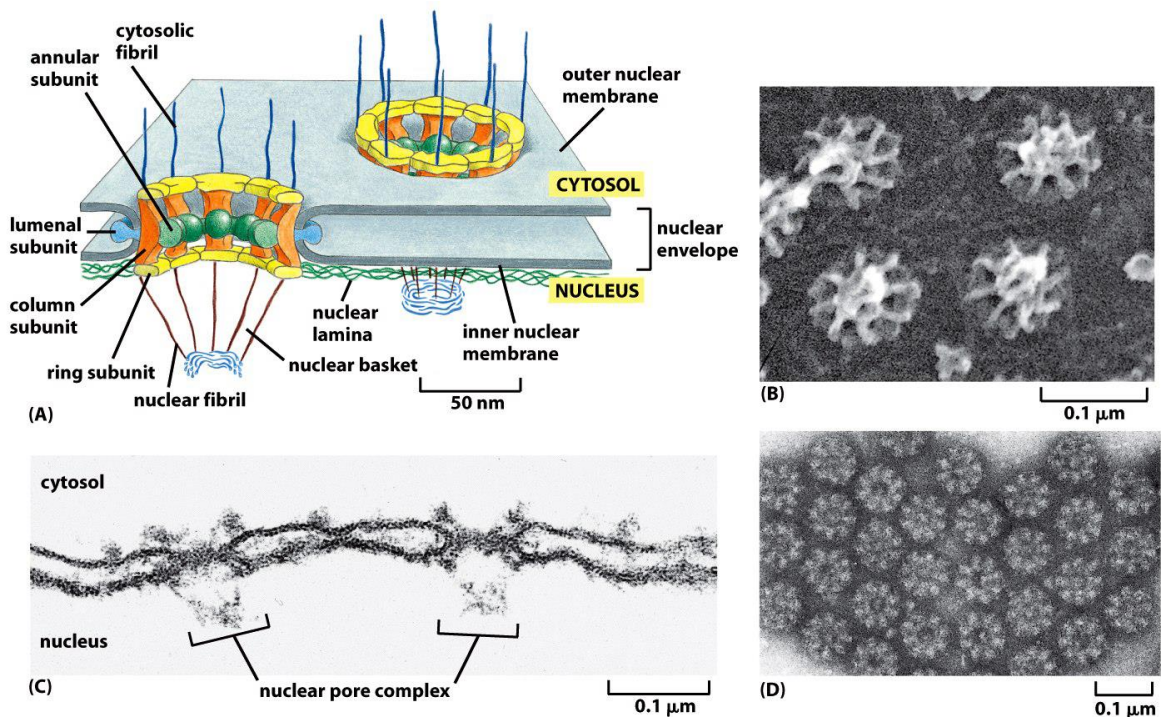 cytosolic
fibril
annular
subunit
outer nuclear
membrane
CYTOSOL
lumenal
subunit
nuclear
envelope
column
subunit
NUCLEUS
nuclear
lamina
inner nuclear
membrane
ring subunit
nuclear basket
nuclear fibril
50 nm
(A)
(B)
0.1 μm
cytosol
nucleus
nuclear pore complex
(C)
0.1 μm
(D)
0.1 μm